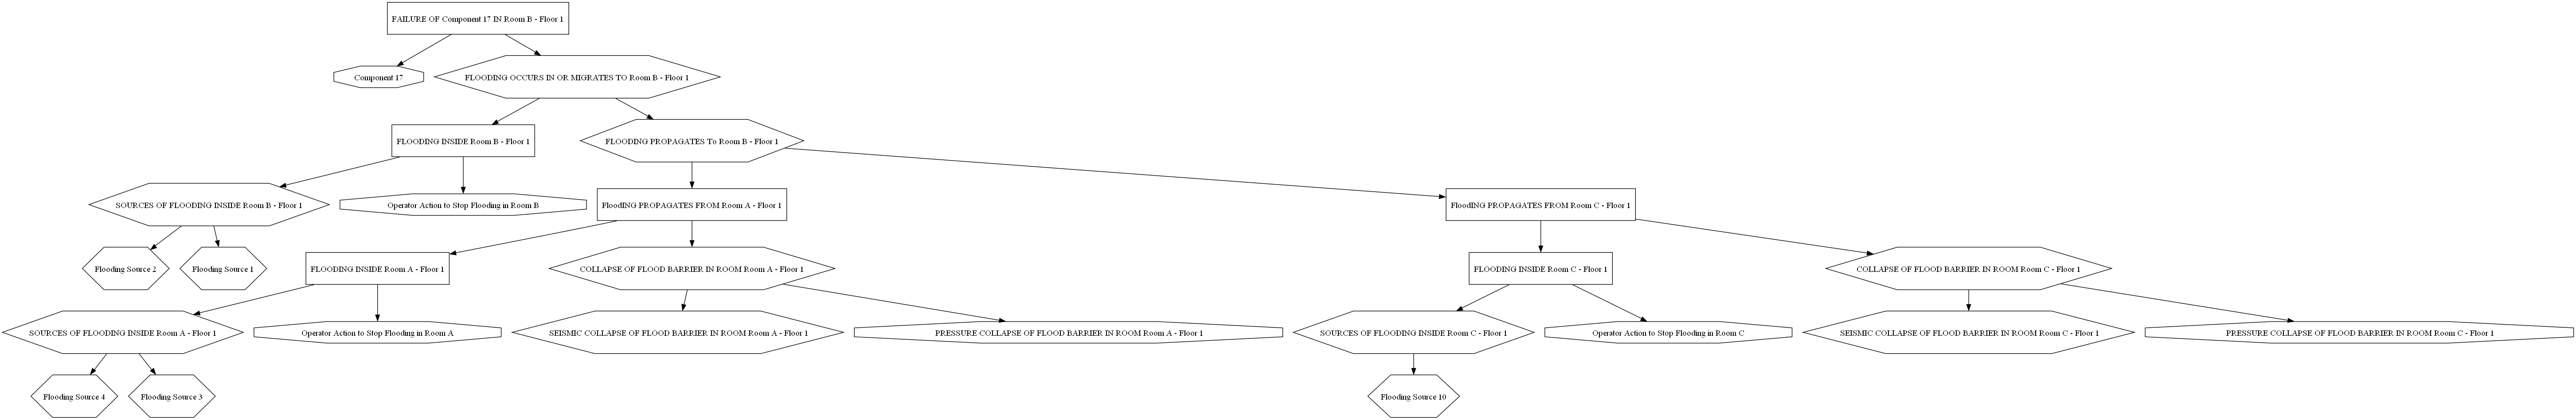 FAILURE OF Component 17 IN Room B - Floor 1
Component 17
FLOODING OCCURS IN OR MIGRATES TO Room B - Floor 1
FLOODING INSIDE Room B - Floor 1
FLOODING PROPAGATES To Room B - Floor 1
SOURCES OF FLOODING INSIDE Room B - Floor 1
Operator Action to Stop Flooding in Room B
FloodING PROPAGATES FROM Room A - Floor 1
FloodING PROPAGATES FROM Room C - Floor 1
Flooding Source 2
Flooding Source 1
FLOODING INSIDE Room A - Floor 1
COLLAPSE OF FLOOD BARRIER IN ROOM Room A - Floor 1
FLOODING INSIDE Room C - Floor 1
COLLAPSE OF FLOOD BARRIER IN ROOM Room C - Floor 1
SOURCES OF FLOODING INSIDE Room A - Floor 1
Operator Action to Stop Flooding in Room A
SEISMIC COLLAPSE OF FLOOD BARRIER IN ROOM Room A - Floor 1
PRESSURE COLLAPSE OF FLOOD BARRIER IN ROOM Room A - Floor 1
SOURCES OF FLOODING INSIDE Room C - Floor 1
Operator Action to Stop Flooding in Room C
SEISMIC COLLAPSE OF FLOOD BARRIER IN ROOM Room C - Floor 1
PRESSURE COLLAPSE OF FLOOD BARRIER IN ROOM Room C - Floor 1
Flooding Source 4
Flooding Source 3
Flooding Source 10